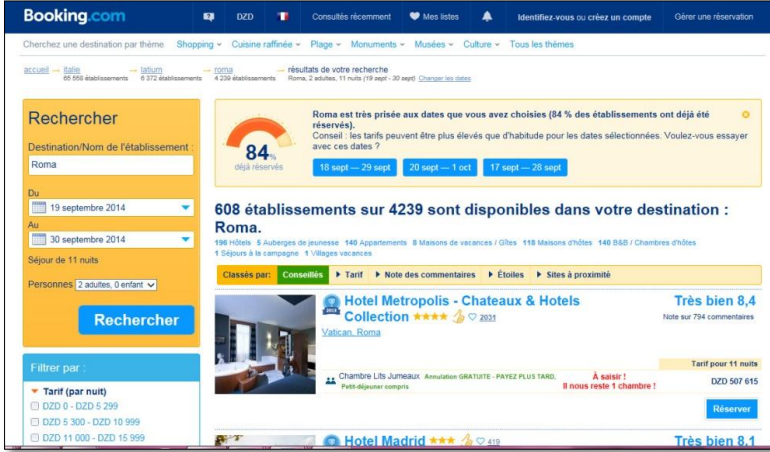 Booking.com DZD Consultés récemment Mes listes Identifiez-vous ou créez un compte Gérer une réservation
Cherchez une destination par thème Shopping Cuisine raffinée Plage Monuments Musées Culture Tous les thèmes
accueil → italie → latium → roma → résultats de votre recherche
66 558 établissements 6 372 établissements 4 239 établissements Roma, 2 adultes, 11 nuits (19 sept - 30 sept) Changer les dates
Rechercher
Destination/Nom de l'établissement :
Roma
Du
19 septembre 2014
Au
30 septembre 2014
Séjour de 11 nuits
Personnes 2 adultes, 0 enfant
Rechercher
Filtrer par :
Tarif (par nuit)
DZD 0 - DZD 5 299
DZD 5 300 - DZD 10 999
DZD 11 000 - DZD 15 999
84%
déjà réservés
Roma est très prisée aux dates que vous avez choisies (84 % des établissements ont déjà été
réservés).
Conseil : les tarifs peuvent être plus élevés que d'habitude pour les dates sélectionnées. Voulez-vous essayer
avec ces dates ?
18 sept — 29 sept 20 sept — 1 oct 17 sept — 28 sept
608 établissements sur 4239 sont disponibles dans votre destination :
Roma.
196 Hôtels 5 Auberges de jeunesse 140 Appartements 8 Maisons de vacances / Gîtes 118 Maisons d'hôtes 140 B&B / Chambres d'hôtes
1 Séjours à la campagne 1 Villages vacances
Classés par: Conseillés Tarif Note des commentaires Étoiles Sites à proximité
Hotel Metropolis - Chateaux & Hotels
Collection 2031
Vatican, Roma
Très bien 8,4
Note sur 794 commentaires
Tarif pour 11 nuits
Chambre Lits Jumeaux Annulation GRATUITE - PAYEZ PLUS TARD, À saisir !
Petit-déjeuner compris Il nous reste 1 chambre ! DZD 507 615
Réserver
Hotel Madrid 419 Très bien 8,1